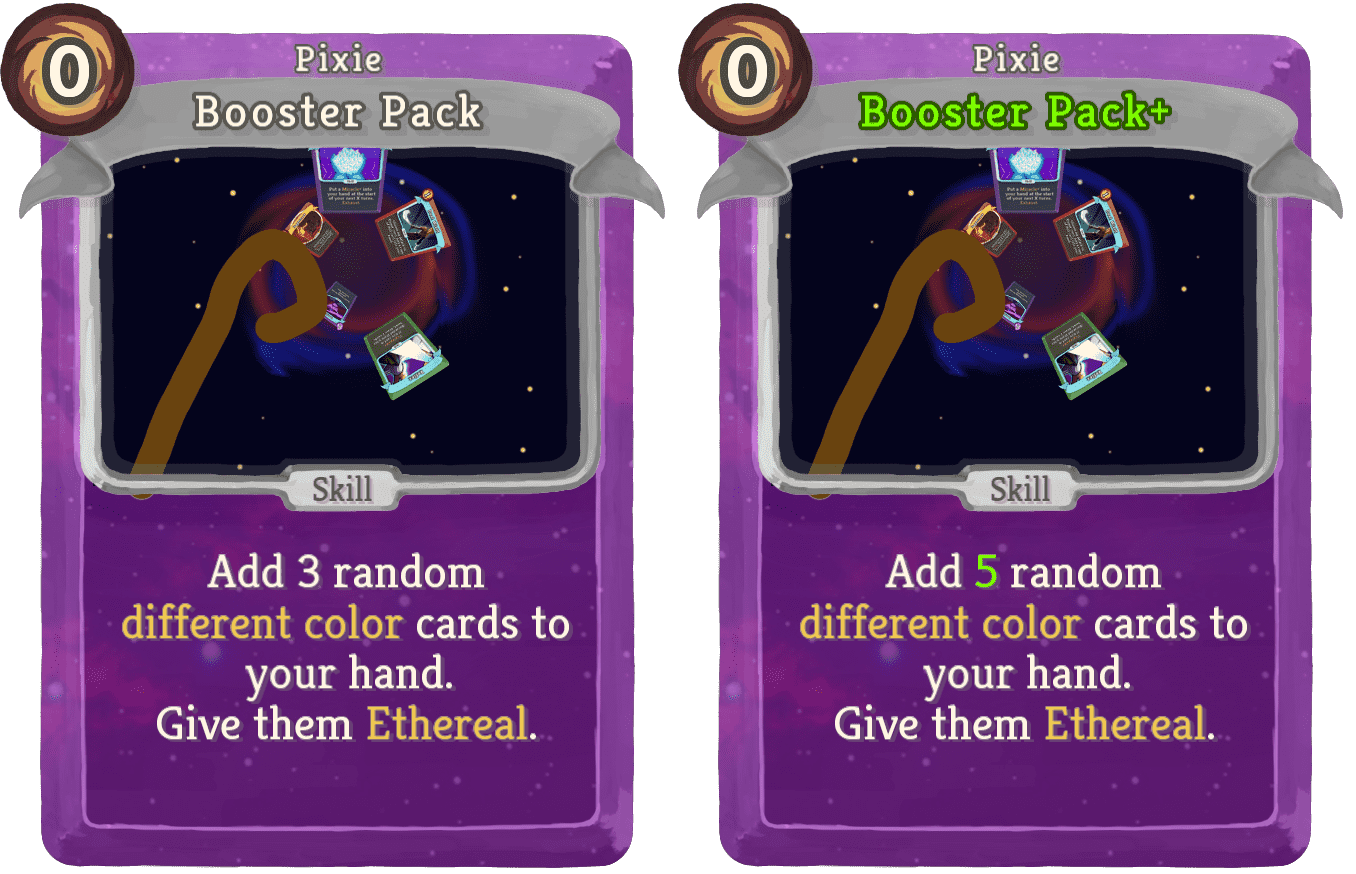 0
Pixie
Booster Pack
Skill
Add 3 random
different color cards to
your hand.
Give them Ethereal.
0
Pixie
Booster Pack+
Skill
Add 5 random
different color cards to
your hand.
Give them Ethereal.